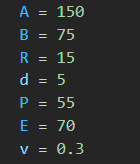 A = 150
B = 75
R = 15
d = 5
P = 55
E = 70
v = 0.3